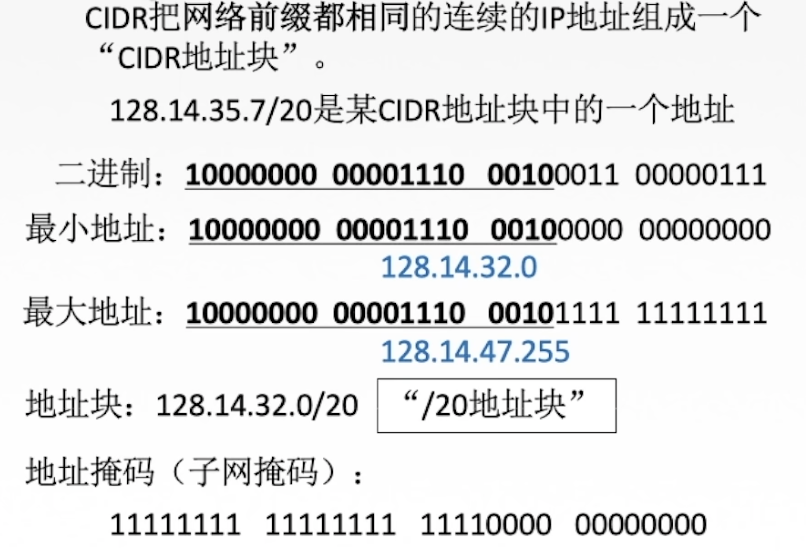 CIDR把网络前缀都相同的连续的IP地址组成一个
“CIDR地址块”。
128.14.35.7/20是某CIDR地址块中的一个地址
二进制：10000000 00001110 00100011 00000111
最小地址：10000000 00001110 00100000 00000000
128.14.32.0
最大地址：10000000 00001110 00101111 11111111
128.14.47.255
地址块：128.14.32.0/20 “/20地址块”
地址掩码（子网掩码）：
11111111 11111111 11110000 00000000